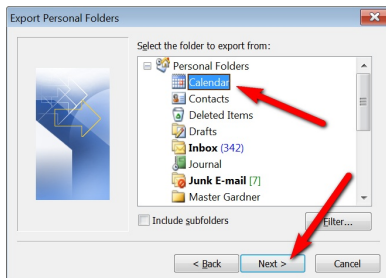 Export Personal Folders
Select the folder to export from:
Personal Folders
Calendar
Contacts
Deleted Items
Drafts
Inbox (342)
Journal
Junk E-mail [7]
Master Gardner
Include subfolders
Filter...
< Back
Next >
Cancel